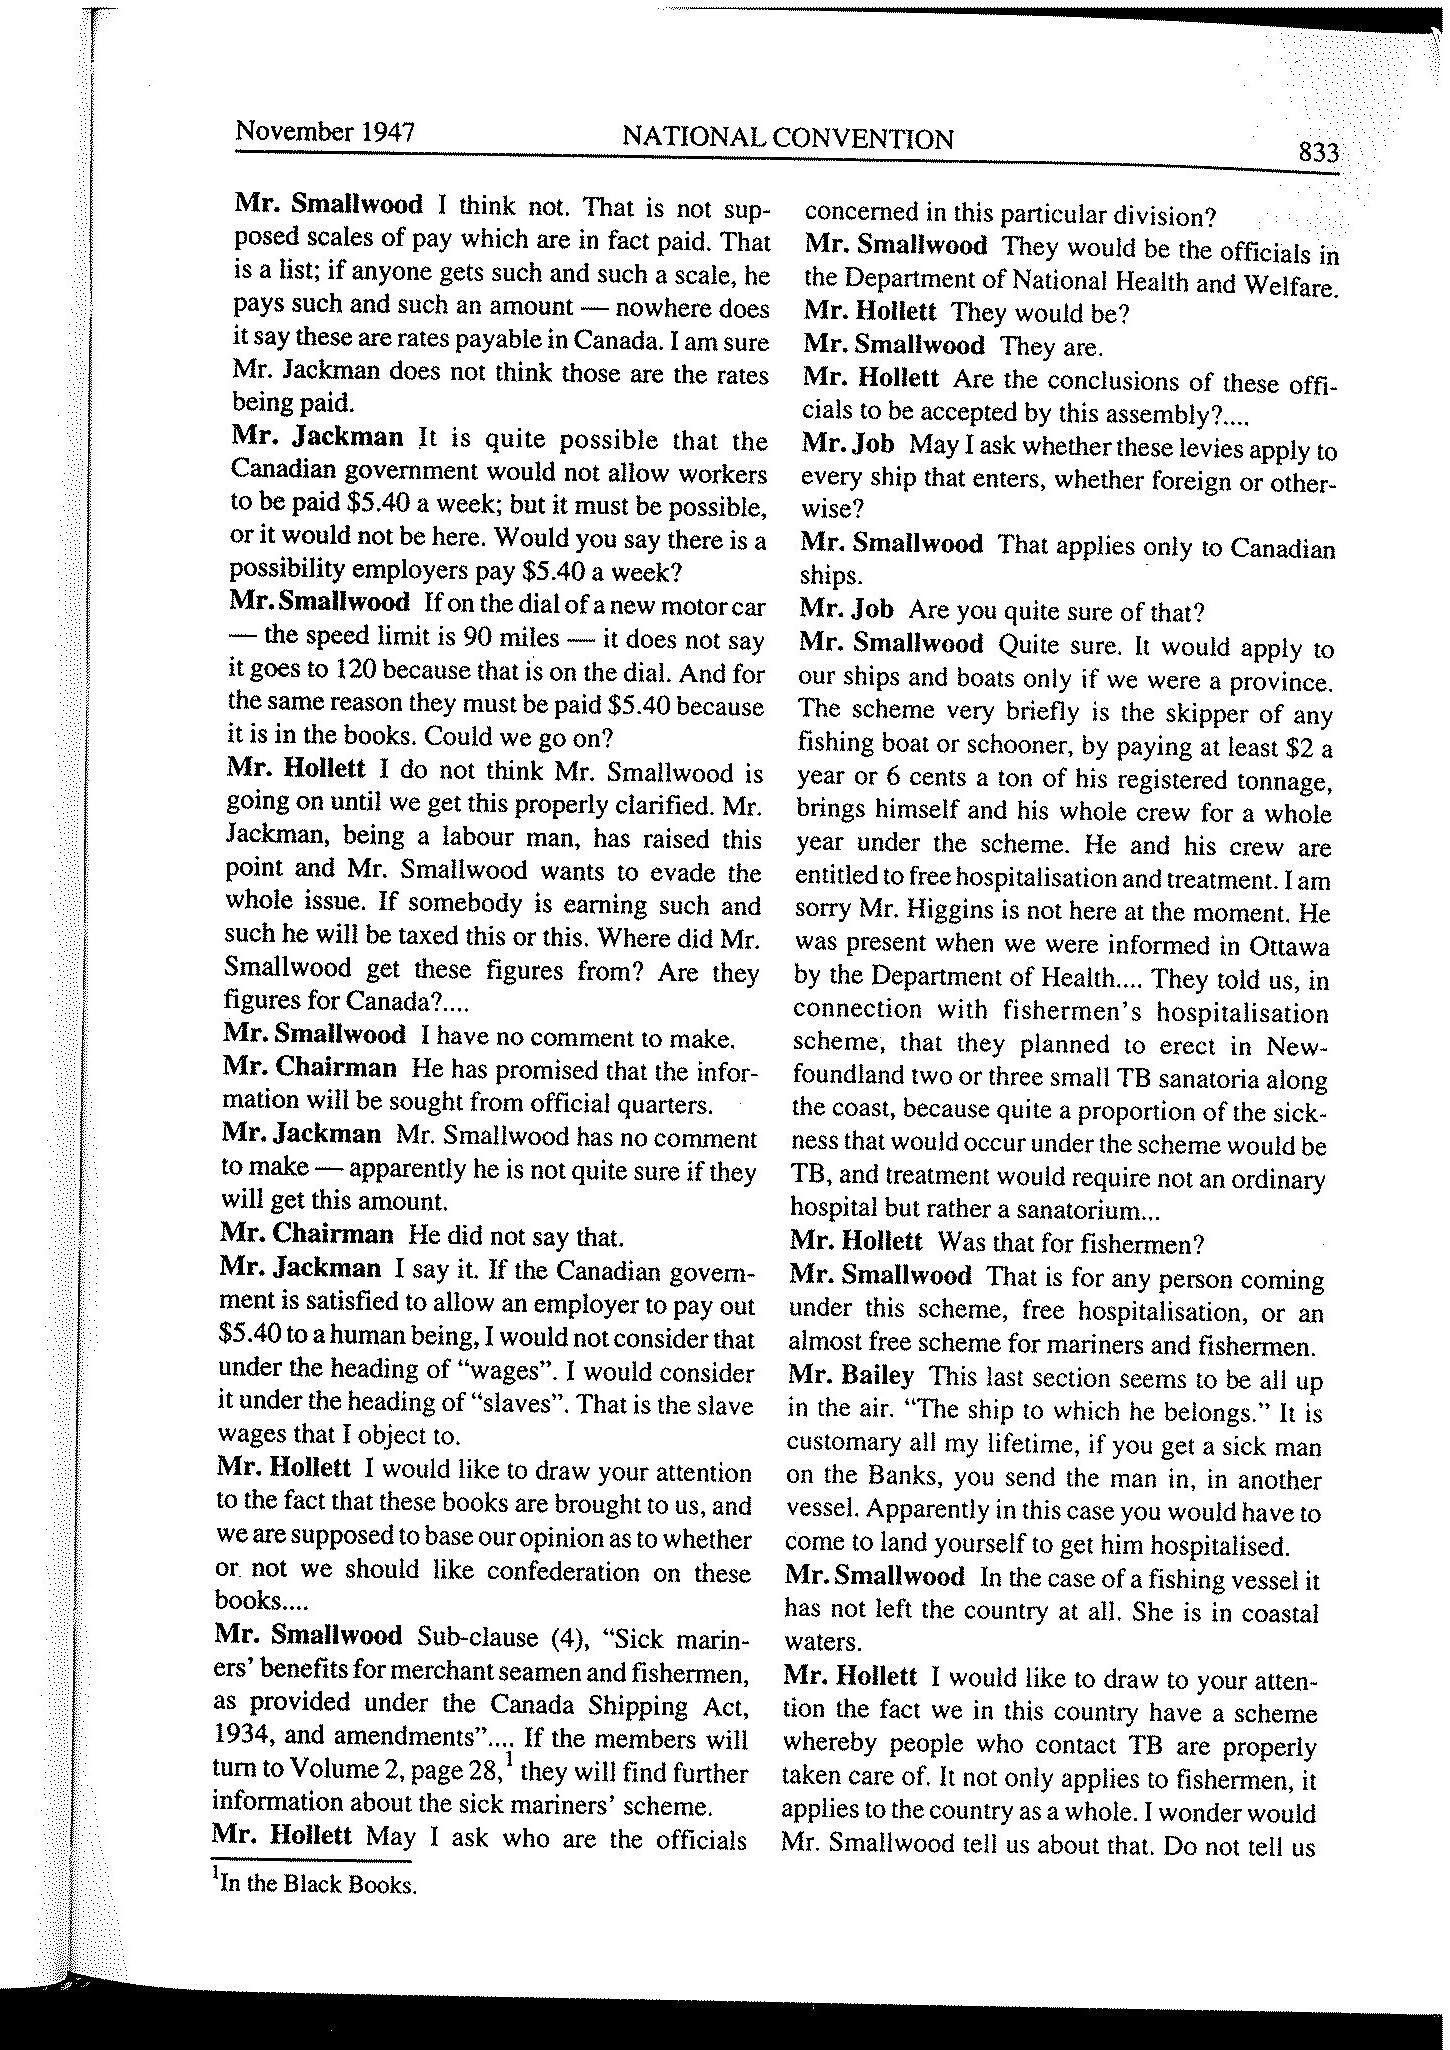 November 1947 NATIONAL CONVENTION 833
Mr. Smallwood I think not. That is not sup-
posed scales of pay which are in fact paid. That
is a list; if anyone gets such and such a scale, he
pays such and such an amount — nowhere does
it say these are rates payable in Canada. I am sure
Mr. Jackman does not think those are the rates
being paid.
Mr. Jackman It is quite possible that the
Canadian government would not allow workers
to be paid $5.40 a week; but it must be possible,
or it would not be here. Would you say there is a
possibility employers pay $5.40 a week?
Mr. Smallwood If on the dial of a new motor car
— the speed limit is 90 miles — it does not say
it goes to 120 because that is on the dial. And for
the same reason they must be paid $5.40 because
it is in the books. Could we go on?
Mr. Hollett I do not think Mr. Smallwood is
going on until we get this properly clarified. Mr.
Jackman, being a labour man, has raised this
point and Mr. Smallwood wants to evade the
whole issue. If somebody is earning such and
such he will be taxed this or this. Where did Mr.
Smallwood get these figures from? Are they
figures for Canada?....
Mr. Smallwood I have no comment to make.
Mr. Chairman He has promised that the infor-
mation will be sought from official quarters.
Mr. Jackman Mr. Smallwood has no comment
to make — apparently he is not quite sure if they
will get this amount.
Mr. Chairman He did not say that.
Mr. Jackman I say it. If the Canadian govern-
ment is satisfied to allow an employer to pay out
$5.40 to a human being, I would not consider that
under the heading of “wages”. I would consider
it under the heading of “slaves”. That is the slave
wages that I object to.
Mr. Hollett I would like to draw your attention
to the fact that these books are brought to us, and
we are supposed to base our opinion as to whether
or not we should like confederation on these
books....
Mr. Smallwood Sub-clause (4), “Sick marin-
ers’ benefits for merchant seamen and fishermen,
as provided under the Canada Shipping Act,
1934, and amendments”.... If the members will
turn to Volume 2, page 28,¹ they will find further
information about the sick mariners’ scheme.
Mr. Hollett May I ask who are the officials
¹In the Black Books.
concerned in this particular division?
Mr. Smallwood They would be the officials in
the Department of National Health and Welfare.
Mr. Hollett They would be?
Mr. Smallwood They are.
Mr. Hollett Are the conclusions of these offi-
cials to be accepted by this assembly?....
Mr. Job May I ask whether these levies apply to
every ship that enters, whether foreign or other-
wise?
Mr. Smallwood That applies only to Canadian
ships.
Mr. Job Are you quite sure of that?
Mr. Smallwood Quite sure. It would apply to
our ships and boats only if we were a province.
The scheme very briefly is the skipper of any
fishing boat or schooner, by paying at least $2 a
year or 6 cents a ton of his registered tonnage,
brings himself and his whole crew for a whole
year under the scheme. He and his crew are
entitled to free hospitalisation and treatment. I am
sorry Mr. Higgins is not here at the moment. He
was present when we were informed in Ottawa
by the Department of Health.... They told us, in
connection with fishermen’s hospitalisation
scheme, that they planned to erect in New-
foundland two or three small TB sanatoria along
the coast, because quite a proportion of the sick-
ness that would occur under the scheme would be
TB, and treatment would require not an ordinary
hospital but rather a sanatorium...
Mr. Hollett Was that for fishermen?
Mr. Smallwood That is for any person coming
under this scheme, free hospitalisation, or an
almost free scheme for mariners and fishermen.
Mr. Bailey This last section seems to be all up
in the air. “The ship to which he belongs.” It is
customary all my lifetime, if you get a sick man
on the Banks, you send the man in, in another
vessel. Apparently in this case you would have to
come to land yourself to get him hospitalised.
Mr. Smallwood In the case of a fishing vessel it
has not left the country at all. She is in coastal
waters.
Mr. Hollett I would like to draw to your atten-
tion the fact we in this country have a scheme
whereby people who contact TB are properly
taken care of. It not only applies to fishermen, it
applies to the country as a whole. I wonder would
Mr. Smallwood tell us about that. Do not tell us